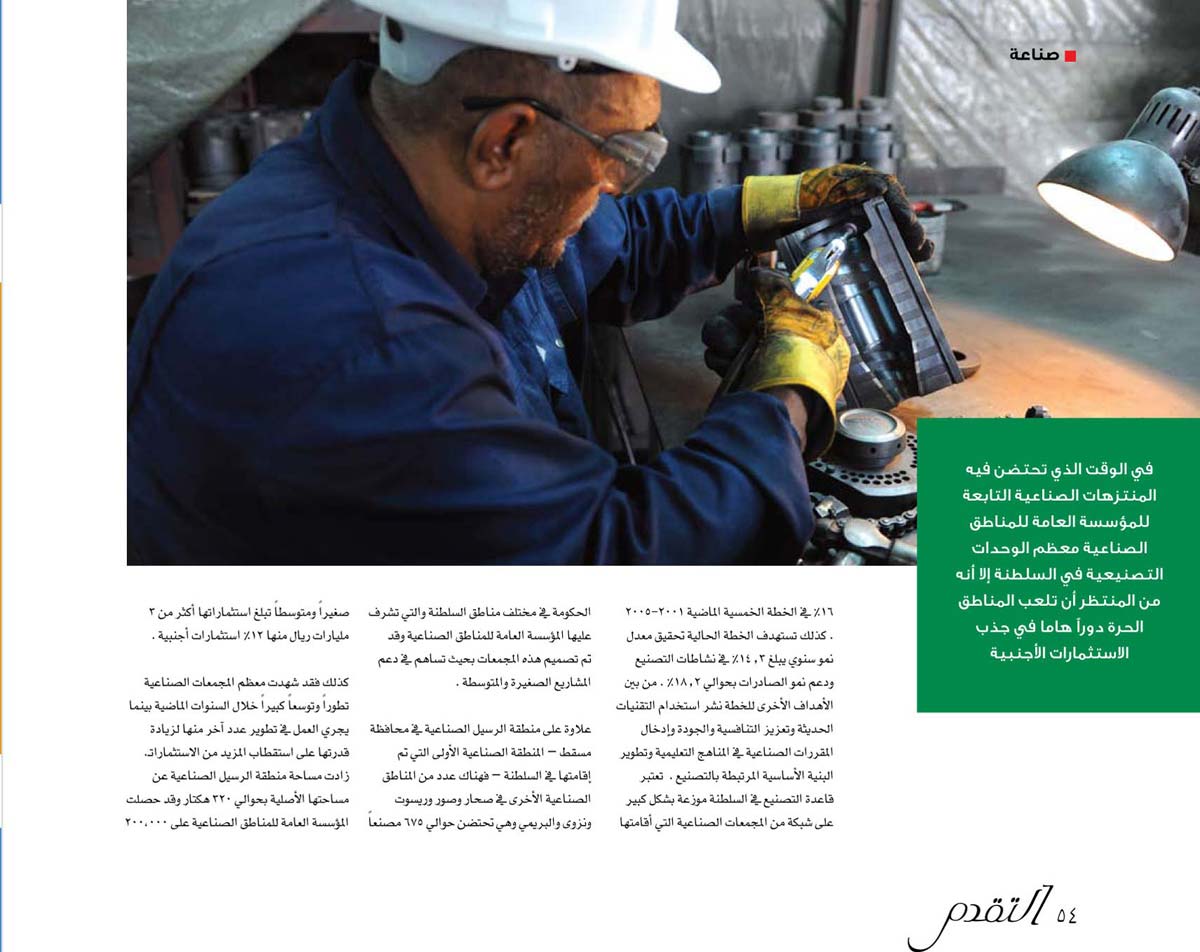 صناعة
في الوقت الذي تحتضن فيه
المنتزهات الصناعية التابعة
للمؤسسة العامة للمناطق
الصناعية معظم الوحدات
التصنيعية في السلطنة إلا أنه
من المنتظر أن تلعب المناطق
الحرة دوراً هاما في جذب
الاستثمارات الأجنبية
١٦٪ في الخطة الخمسية الماضية ٢٠٠١-٢٠٠٥
. كذلك تستهدف الخطة الحالية تحقيق معدل
نمو سنوي يبلغ ١٤,٣٪ في نشاطات التصنيع
ودعم نمو الصادرات بحوالي ١٨,٢٪ . من بين
الأهداف الأخرى للخطة نشر استخدام التقنيات
الحديثة وتعزيز التنافسية والجودة وإدخال
المقررات الصناعية في المناهج التعليمية وتطوير
البنية الأساسية المرتبطة بالتصنيع . تعتبر
قاعدة التصنيع في السلطنة موزعة بشكل كبير
على شبكة من المجمعات الصناعية التي أقامتها
الحكومة في مختلف مناطق السلطنة والتي تشرف
عليها المؤسسة العامة للمناطق الصناعية وقد
تم تصميم هذه المجمعات بحيث تساهم في دعم
المشاريع الصغيرة والمتوسطة .
علاوة على منطقة الرسيل الصناعية في محافظة
مسقط – المنطقة الصناعية الأولى التي تم
إقامتها في السلطنة – فهناك عدد من المناطق
الصناعية الأخرى في صحار وصور وريسوت
ونزوى والبريمي وهي تحتضن حوالي ٦٧٥ مصنعاً
صغيراً ومتوسطاً تبلغ استثماراتها أكثر من ٣
مليارات ريال منها ١٢٪ استثمارات أجنبية .
كذلك فقد شهدت معظم المجمعات الصناعية
تطوراً وتوسعاً كبيراً خلال السنوات الماضية بينما
يجري العمل في تطوير عدد آخر منها لزيادة
قدرتها على استقطاب المزيد من الاستثمارات.
زادت مساحة منطقة الرسيل الصناعية عن
مساحتها الأصلية بحوالي ٣٢٠ هكتار وقد حصلت
المؤسسة العامة للمناطق الصناعية على ٢٠٠,٠٠٠
٥٤ التقدم